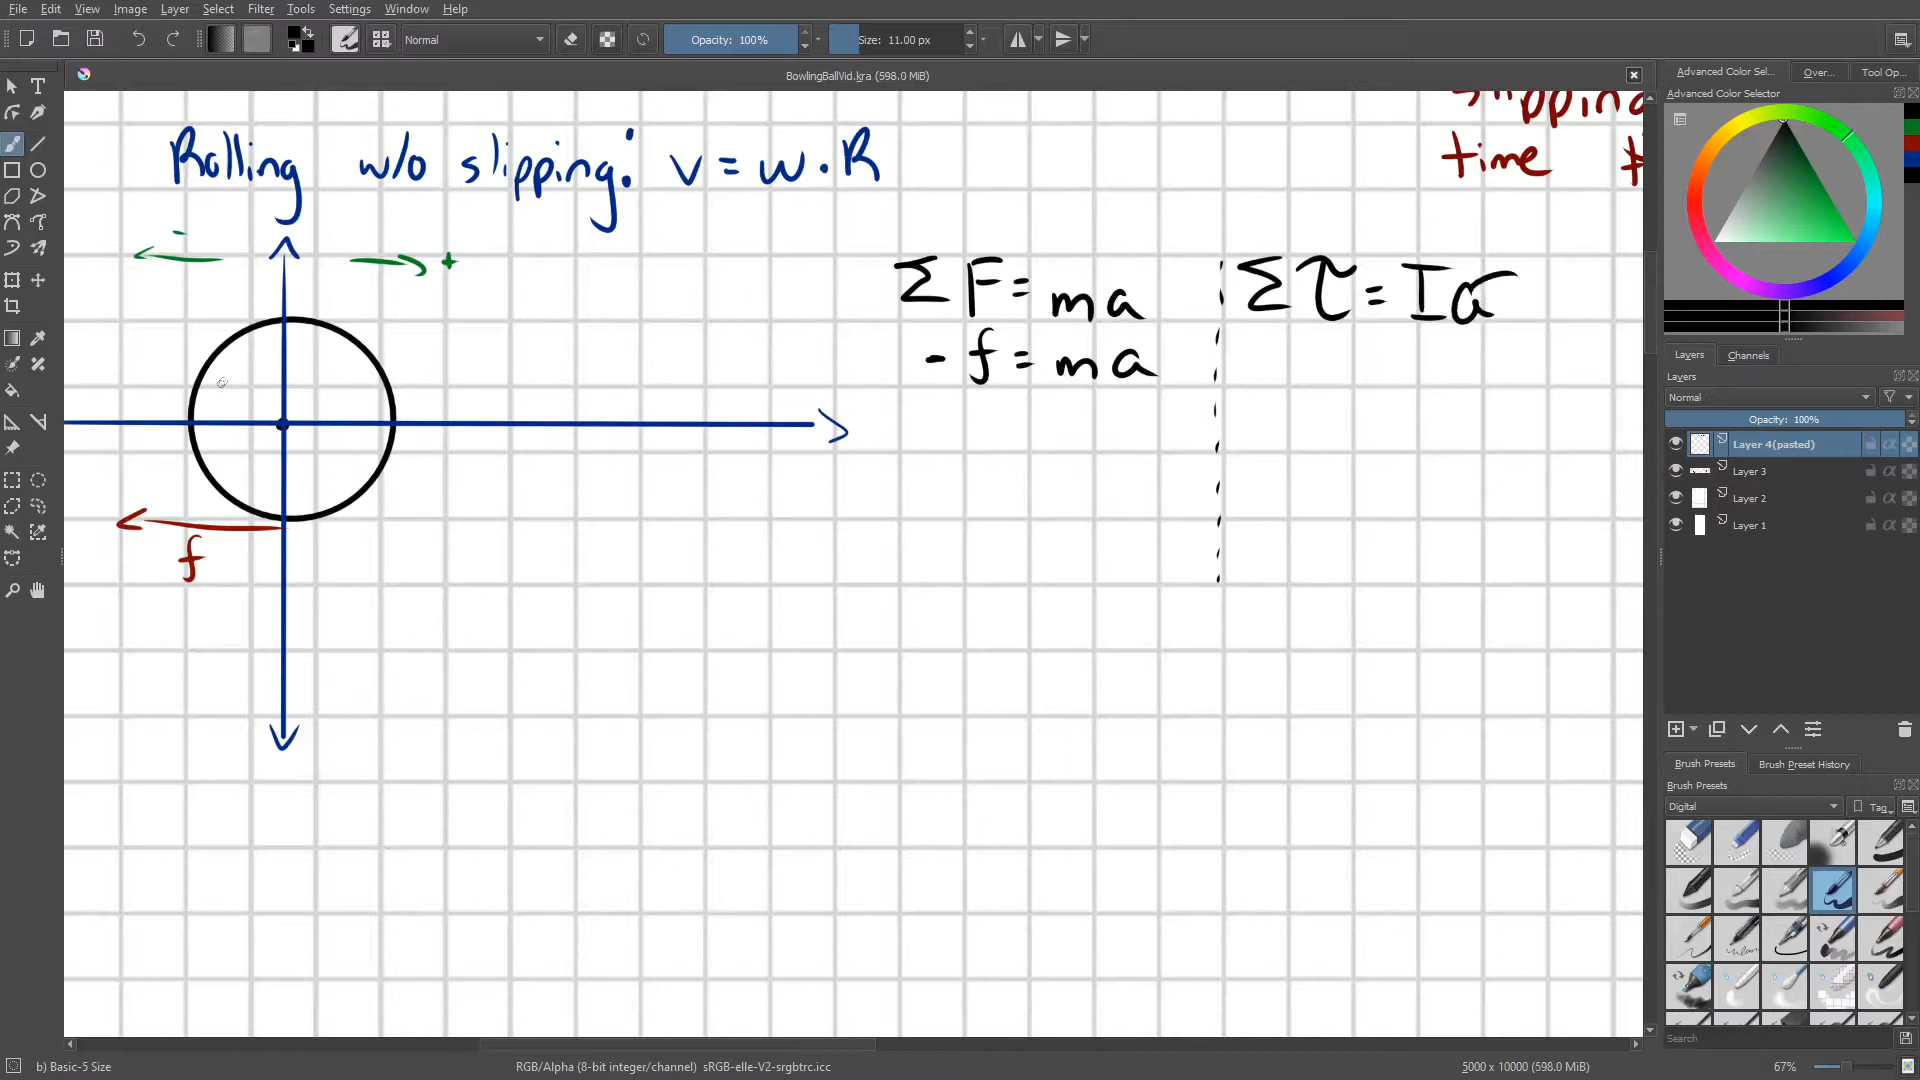 File Edit View Image Layer Select Filter Tools Settings Window Help
Normal Opacity: 100% Size: 11.00 px
BowlingBallVid.kra (598.0 MiB)
Advanced Color Sel... Over... Tool Op...
Advanced Color Selector
slipping
time
Rolling w/o slipping: v = ω · R
- +
Σ F = ma
- f = ma
Σ τ = Iα
f
Layers Channels
Layers
Normal
Opacity: 100%
Layer 4(pasted)
Layer 3
Layer 2
Layer 1
Brush Presets Brush Preset History
Brush Presets
Digital Tag
Search
b) Basic-5 Size RGB/Alpha (8-bit integer/channel) sRGB-elle-V2-srgbtrc.icc 5000 x 10000 (598.0 MiB) 67%